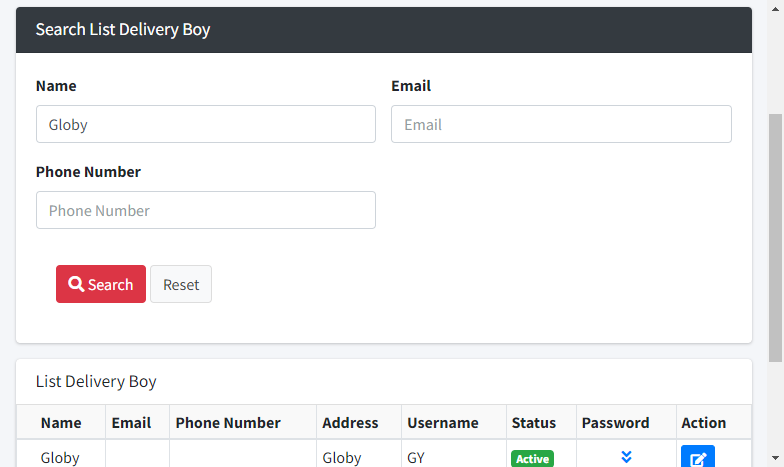 Search List Delivery Boy
Name Email
Globy Email
Phone Number
Phone Number
Search Reset
List Delivery Boy
Name Email Phone Number Address Username Status Password Action
Globy Globy GY Active